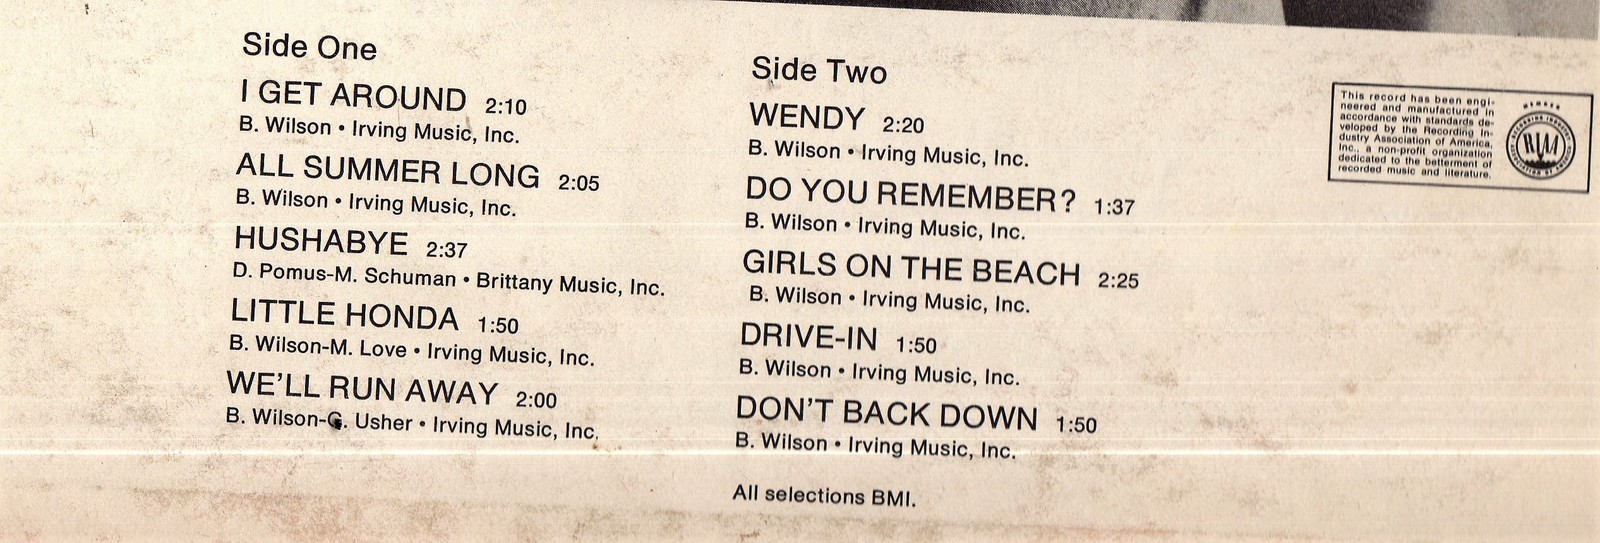 Side One
I GET AROUND 2:10
B. Wilson • Irving Music, Inc.
ALL SUMMER LONG 2:05
B. Wilson • Irving Music, Inc.
HUSHABYE 2:37
D. Pomus-M. Schuman • Brittany Music, Inc.
LITTLE HONDA 1:50
B. Wilson-M. Love • Irving Music, Inc.
WE'LL RUN AWAY 2:00
B. Wilson-G. Usher • Irving Music, Inc.
Side Two
WENDY 2:20
B. Wilson • Irving Music, Inc.
DO YOU REMEMBER? 1:37
B. Wilson • Irving Music, Inc.
GIRLS ON THE BEACH 2:25
B. Wilson • Irving Music, Inc.
DRIVE-IN 1:50
B. Wilson • Irving Music, Inc.
DON'T BACK DOWN 1:50
B. Wilson • Irving Music, Inc.
All selections BMI.
This record has been engi-
neered and manufactured in
accordance with standards de-
veloped by the Recording In-
dustry Association of America,
Inc., a non-profit organization
dedicated to the betterment of
recorded music and literature.
MEMBER
RIAA